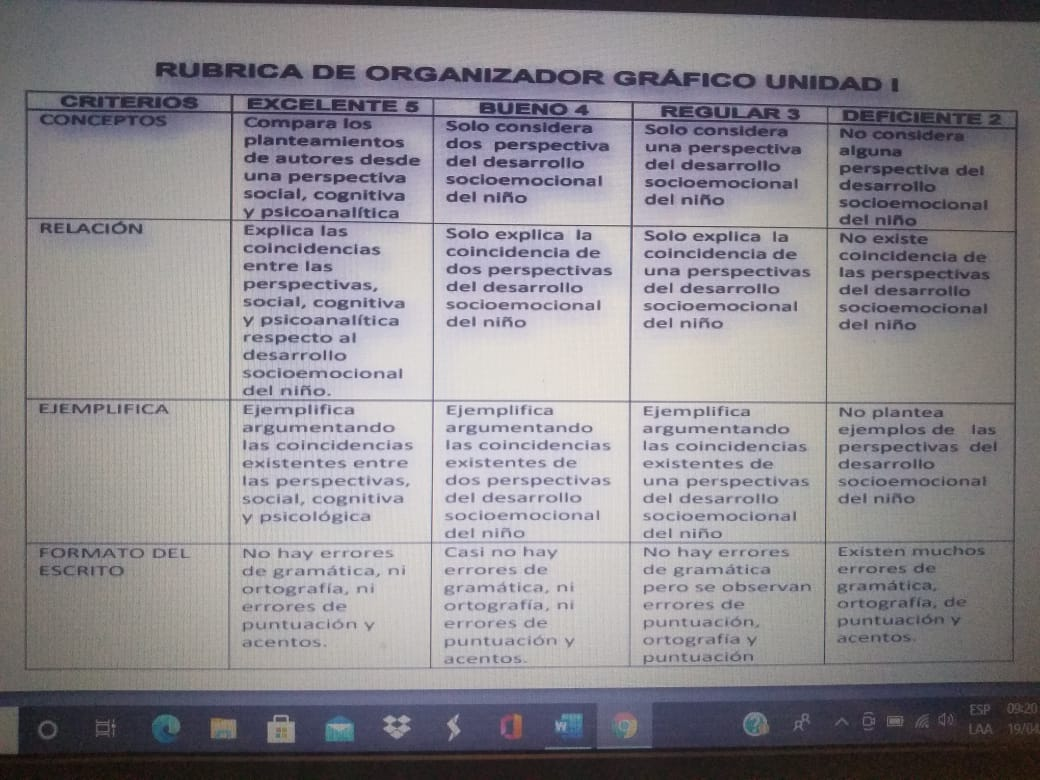 RUBRICA DE ORGANIZADOR GRÁFICO UNIDAD I
CRITERIOS
EXCELENTE 5
BUENO 4
REGULAR 3
DEFICIENTE 2
CONCEPTOS
Compara los
planteamientos
de autores desde
una perspectiva
social, cognitiva
y psicoanalítica
Solo considera
dos perspectiva
del desarrollo
socioemocional
del niño
Solo considera
una perspectiva
del desarrollo
socioemocional
del niño
No considera
alguna
perspectiva del
desarrollo
socioemocional
del niño
RELACIÓN
Explica las
coincidencias
entre las
perspectivas,
social, cognitiva
y psicoanalítica
respecto al
desarrollo
socioemocional
del niño.
Solo explica la
coincidencia de
dos perspectivas
del desarrollo
socioemocional
del niño
Solo explica la
coincidencia de
una perspectivas
del desarrollo
socioemocional
del niño
No existe
coincidencia de
las perspectivas
del desarrollo
socioemocional
del niño
EJEMPLIFICA
Ejemplifica
argumentando
las coincidencias
existentes entre
las perspectivas,
social, cognitiva
y psicológica
Ejemplifica
argumentando
las coincidencias
existentes de
dos perspectivas
del desarrollo
socioemocional
del niño
Ejemplifica
argumentando
las coincidencias
existentes de
una perspectivas
del desarrollo
socioemocional
del niño
No plantea
ejemplos de las
perspectivas del
desarrollo
socioemocional
del niño
FORMATO DEL
ESCRITO
No hay errores
de gramática, ni
ortografía, ni
errores de
puntuación y
acentos.
Casi no hay
errores de
gramática, ni
ortografía, ni
errores de
puntuación y
acentos.
No hay errores
de gramática
pero se observan
errores de
puntuación,
ortografía y
puntuación
Existen muchos
errores de
gramática,
ortografía, de
puntuación y
acentos.
ESP
LAA
09:20
19/04